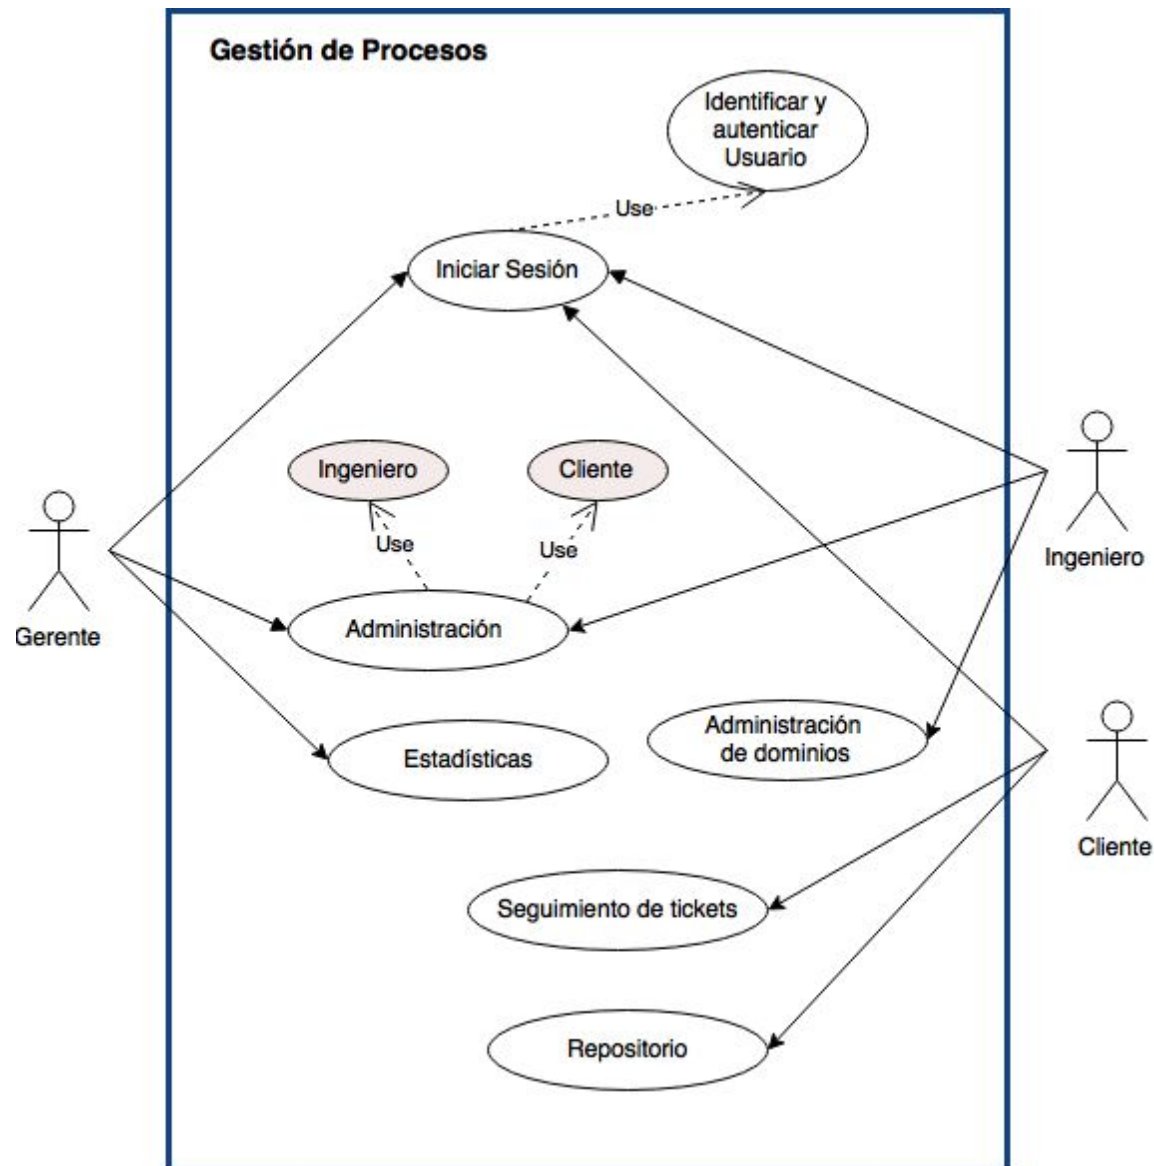 Gestión de Procesos
Identificar y
autenticar
Usuario
Use
Iniciar Sesión
Ingeniero
Cliente
Use
Use
Ingeniero
Gerente
Administración
Administración
de dominios
Estadísticas
Cliente
Seguimiento de tickets
Repositorio